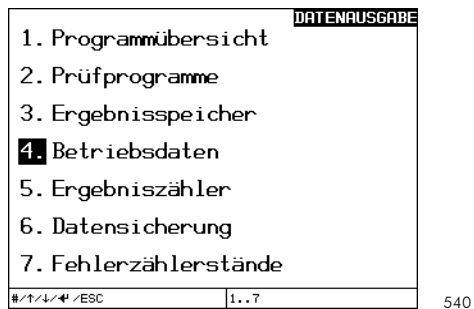 DATENAUSGABE
1. Programmübersicht
2. Prüfprogramme
3. Ergebnisspeicher
4. Betriebsdaten
5. Ergebniszähler
6. Datensicherung
7. Fehlerzählerstände
#/↑/↓/↵/ESC 1..7
540